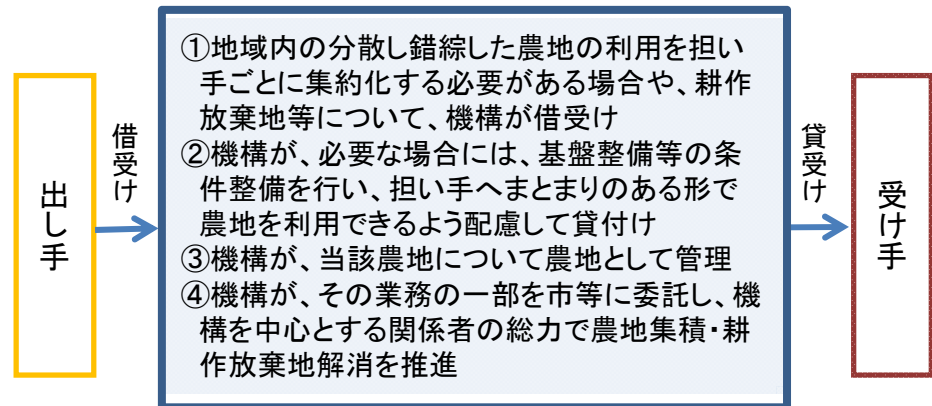 出し手
借受け
①地域内の分散し錯綜した農地の利用を担い
手ごとに集約化する必要がある場合や、耕作
放棄地等について、機構が借受け
②機構が、必要な場合には、基盤整備等の条
件整備を行い、担い手へまとまりのある形で
農地を利用できるよう配慮して貸付け
③機構が、当該農地について農地として管理
④機構が、その業務の一部を市等に委託し、機
構を中心とする関係者の総力で農地集積・耕
作放棄地解消を推進
貸受け
受け手